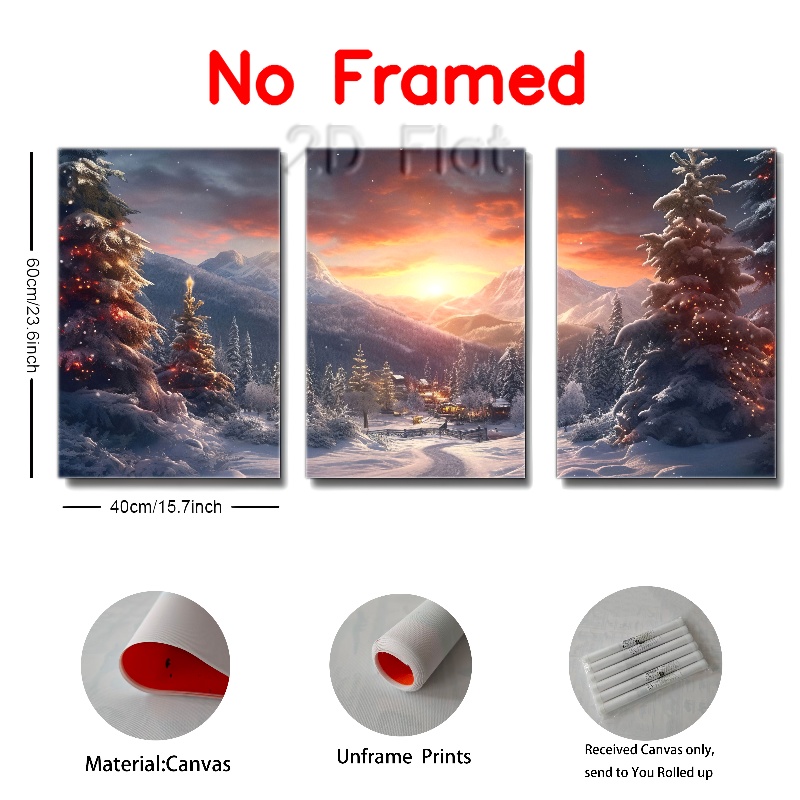 No Framed
2D Flat
60cm/23.6inch
40cm/15.7inch
Material:Canvas
Unframe Prints
Received Canvas only,
send to You Rolled up